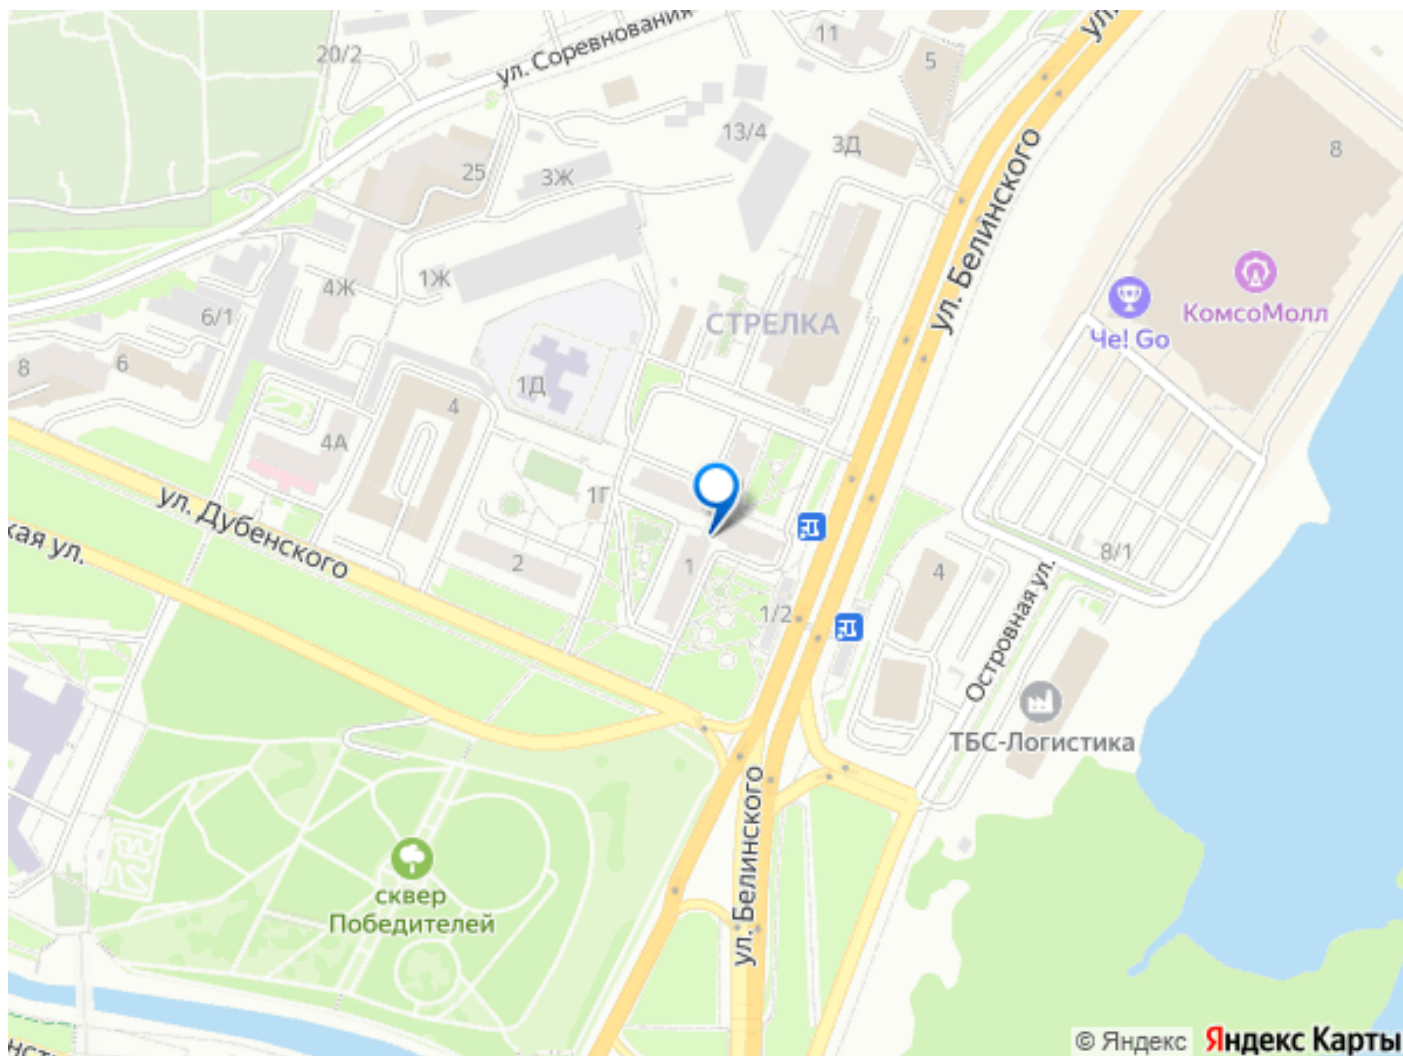 20/2
ул. Соревнования
11
5
ул.
13/4
3Д
8
25
3Ж
ул. Белинского
4Ж
1Ж
6/1
СТРЕЛКА
КомсоМолл
Че! Go
8
6
1Д
4
4А
1Г
ул. Дубенского
кая ул.
2
1
1/2
4
8/1
Островная ул.
ТБС-Логистика
ул. Белинского
сквер
Победителей
нст
© Яндекс Яндекс Карты